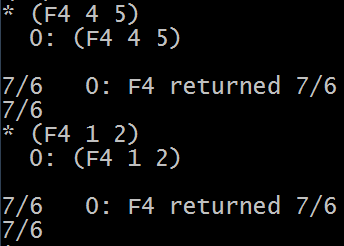 * (F4 4 5)
  0: (F4 4 5)

7/6   0: F4 returned 7/6
7/6
* (F4 1 2)
  0: (F4 1 2)

7/6   0: F4 returned 7/6
7/6